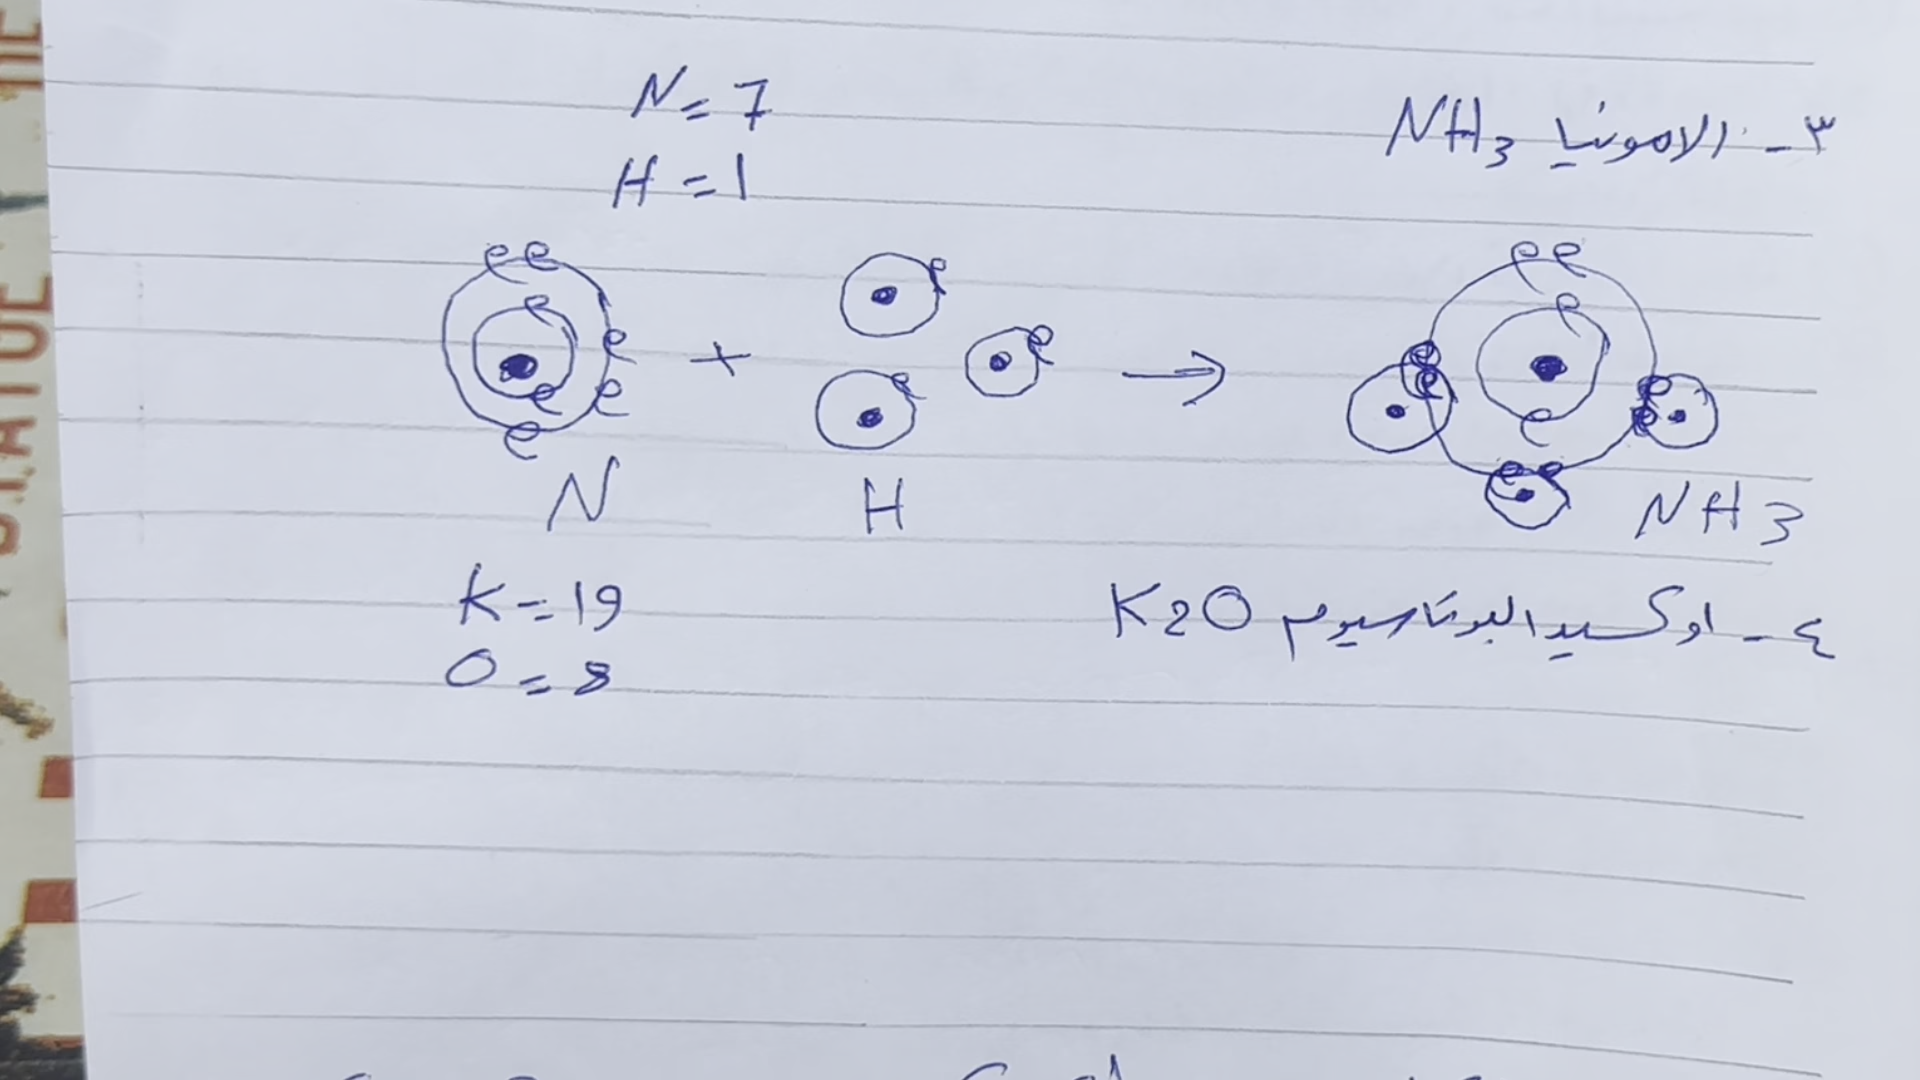 ٣ - الامونيا NH3
N = 7
H = 1
e e e e e e e + e e e → e e e e e e e e e e
N H NH3
٤ - اوكسيد البوتاسيوم K2O
K = 19
O = 8